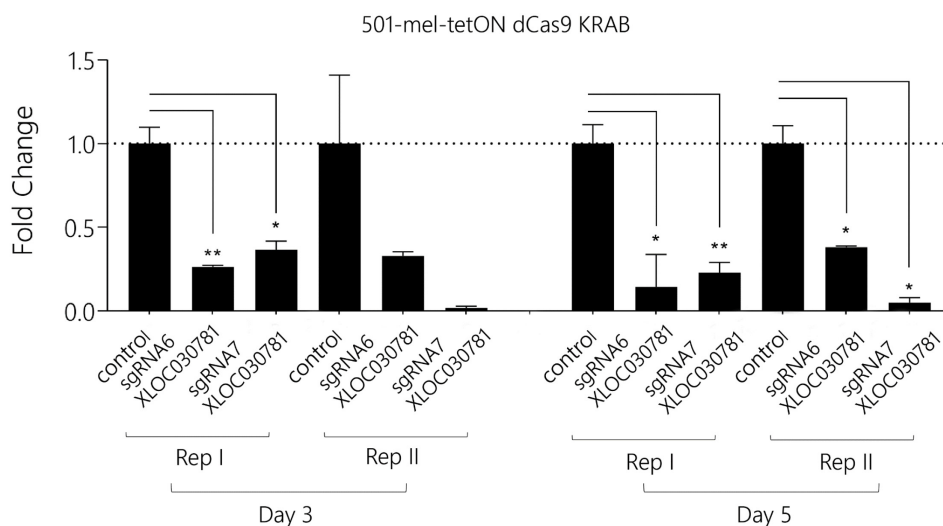 501-mel-tetON dCas9 KRAB
Fold Change
1.5
1.0
0.5
0.0
**
*
*
**
*
*
control
sgRNA6
XLOC030781
sgRNA7
XLOC030781
control
sgRNA6
XLOC030781
sgRNA7
XLOC030781
control
sgRNA6
XLOC030781
sgRNA7
XLOC030781
control
sgRNA6
XLOC030781
sgRNA7
XLOC030781
Rep I
Rep II
Rep I
Rep II
Day 3
Day 5